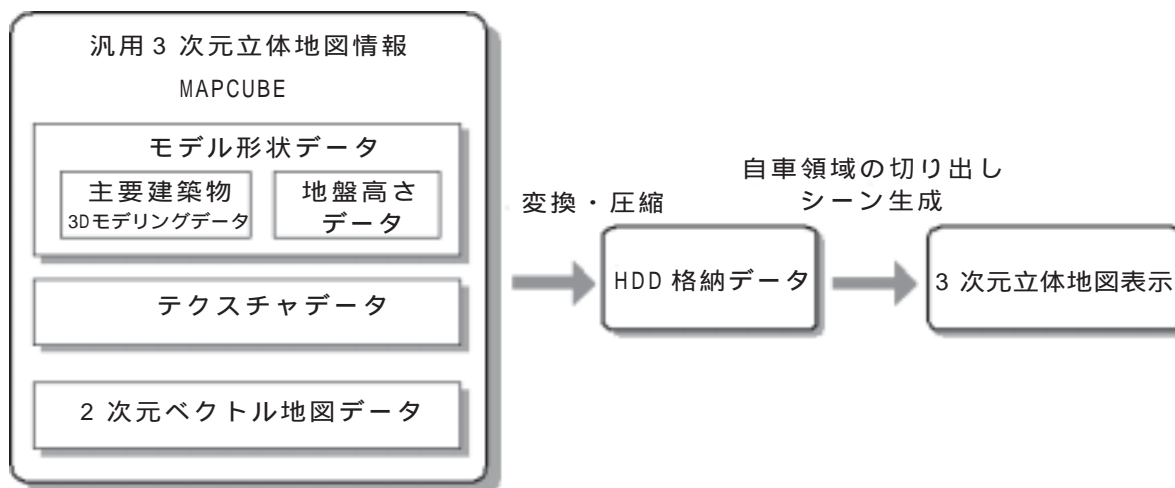 汎用3次元立体地図情報
MAPCUBE
モデル形状データ
主要建築物
3Dモデリングデータ
地盤高さ
データ
テクスチャデータ
2次元ベクトル地図データ
変換・圧縮
HDD格納データ
自車領域の切り出し
シーン生成
3次元立体地図表示